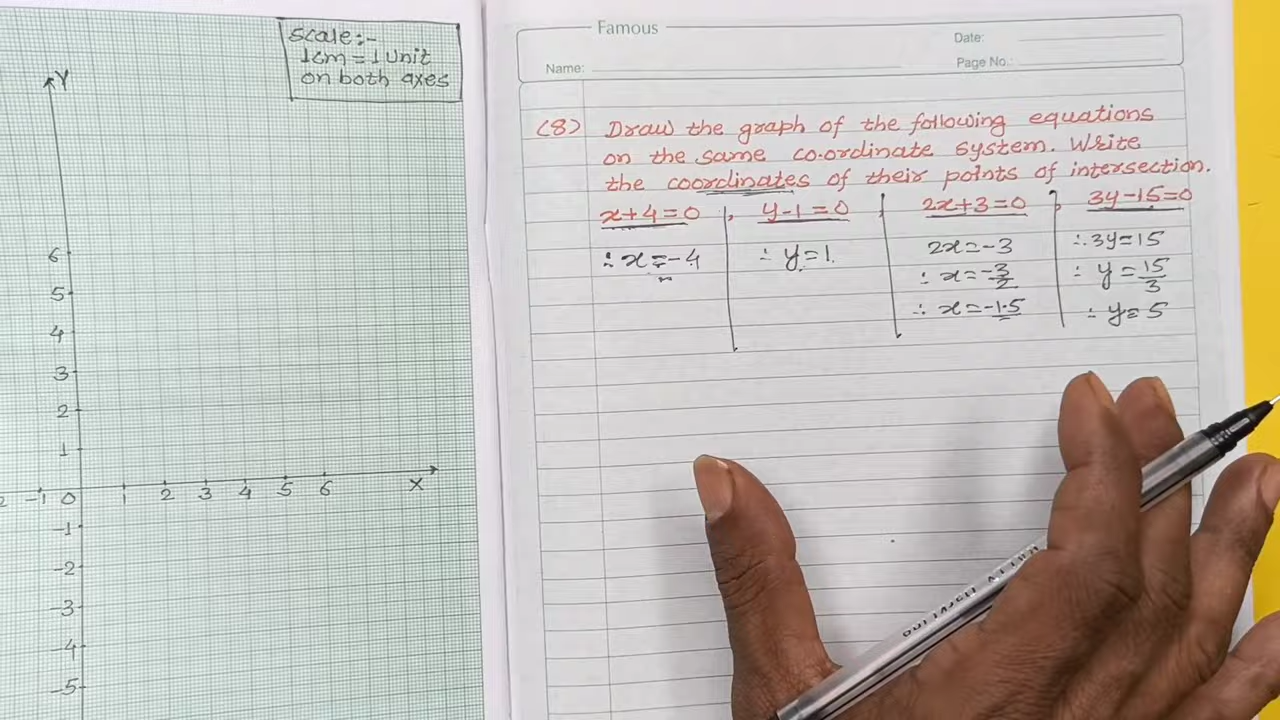 Scale:-
1cm = 1 Unit
on both axes
Y
6
5
4
3
2
1
-1 0 1 2 3 4 5 6 X
-1
-2
-3
-4
-5
Famous
Date:
Name:
Page No.:
(8) Draw the graph of the following equations
on the same co.ordinate system. Write
the coordinates of their points of intersection.
x+4=0, y-1=0, 2x+3=0, 3y-15=0
∴ x=-4
∴ y=1
2x=-3
∴ x=-3/2
∴ x=-1.5
∴ 3y=15
∴ y=15/3
∴ y=5